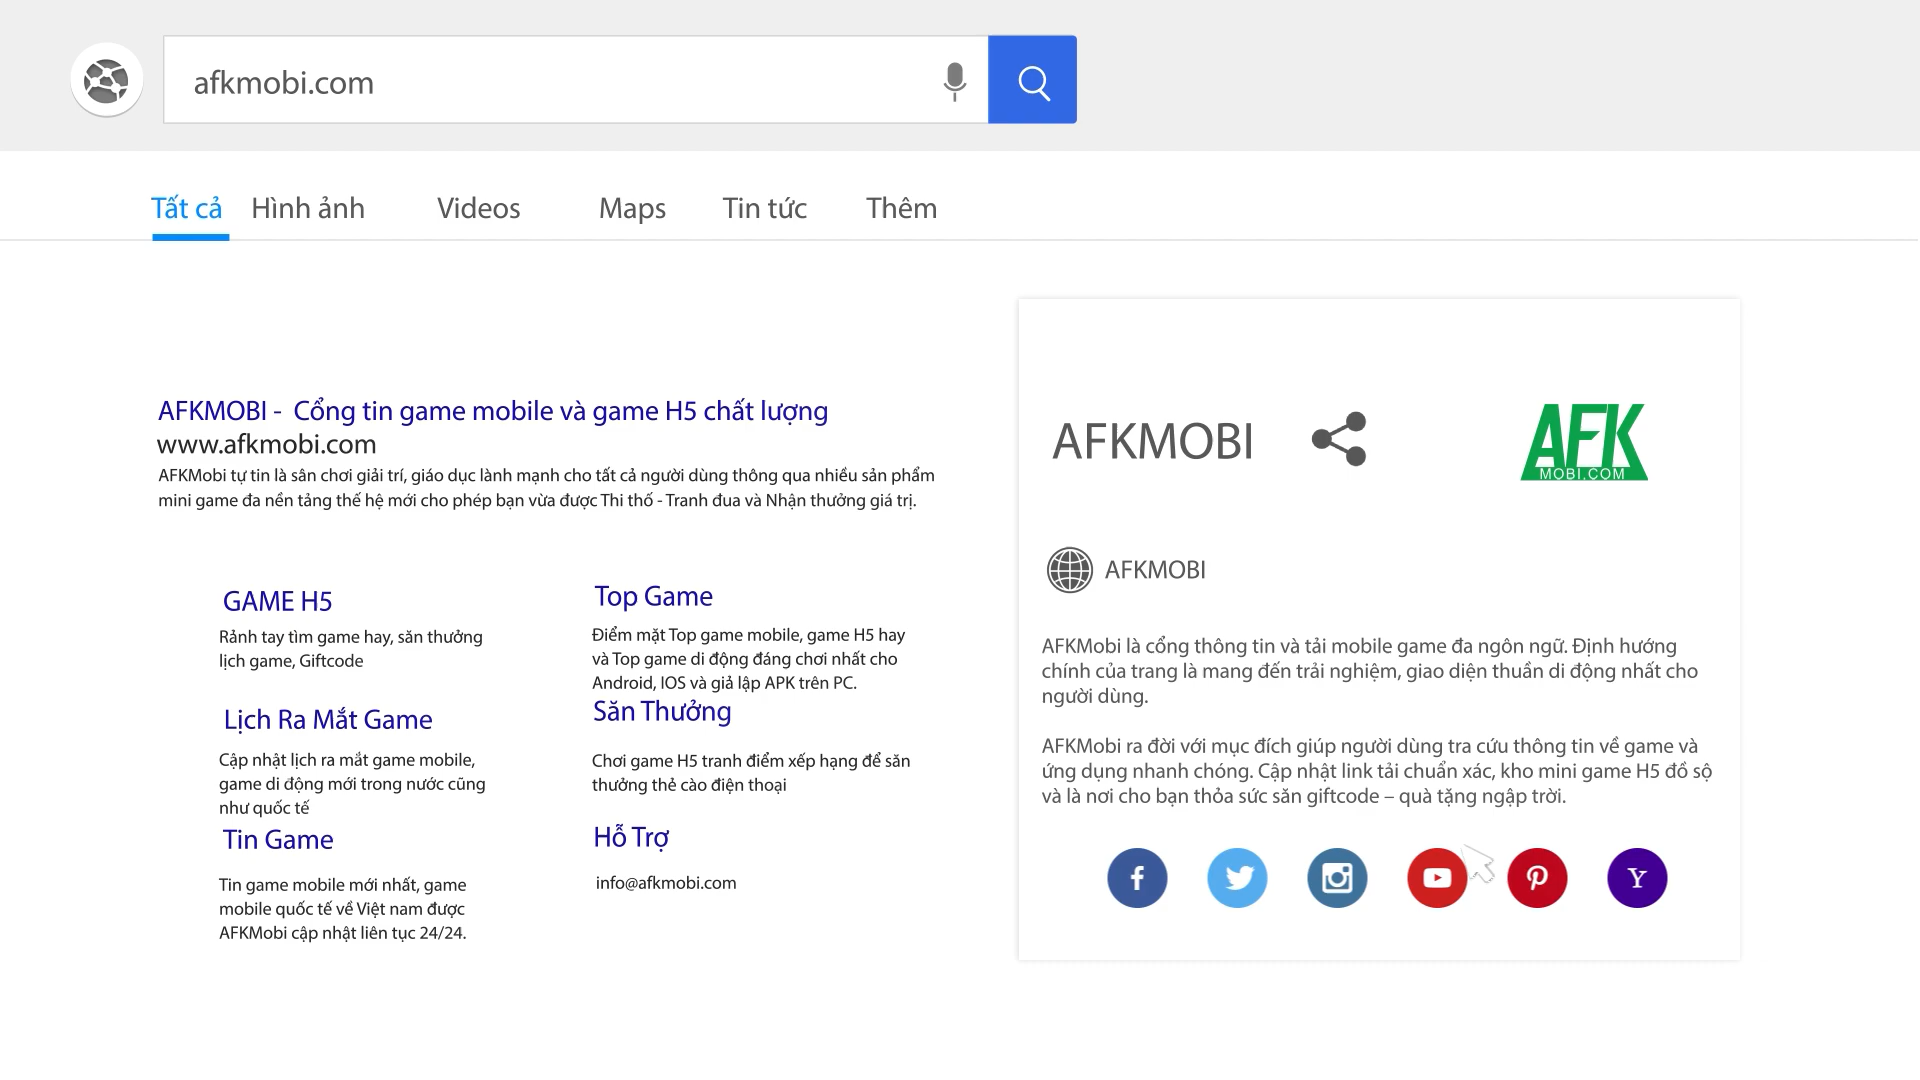 afkmobi.com
Tất cả Hình ảnh Videos Maps Tin tức Thêm
AFKMOBI - Cổng tin game mobile và game H5 chất lượng
www.afkmobi.com
AFKMobi tự tin là sân chơi giải trí, giáo dục lành mạnh cho tất cả người dùng thông qua nhiều sản phẩm
mini game đa nền tảng thế hệ mới cho phép bạn vừa được Thi thố - Tranh đua và Nhận thưởng giá trị.
GAME H5
Rảnh tay tìm game hay, săn thưởng
lịch game, Giftcode
Lịch Ra Mắt Game
Cập nhật lịch ra mắt game mobile,
game di động mới trong nước cũng
như quốc tế
Tin Game
Tin game mobile mới nhất, game
mobile quốc tế về Việt nam được
AFKMobi cập nhật liên tục 24/24.
Top Game
Điểm mặt Top game mobile, game H5 hay
và Top game di động đáng chơi nhất cho
Android, IOS và giả lập APK trên PC.
Săn Thưởng
Chơi game H5 tranh điểm xếp hạng để săn
thưởng thẻ cào điện thoại
Hỗ Trợ
info@afkmobi.com
AFKMOBI
AFK
MOBI.COM
AFKMOBI
AFKMobi là cổng thông tin và tải mobile game đa ngôn ngữ. Định hướng
chính của trang là mang đến trải nghiệm, giao diện thuần di động nhất cho
người dùng.
AFKMobi ra đời với mục đích giúp người dùng tra cứu thông tin về game và
ứng dụng nhanh chóng. Cập nhật link tải chuẩn xác, kho mini game H5 đồ sộ
và là nơi cho bạn thỏa sức săn giftcode – quà tặng ngập trời.